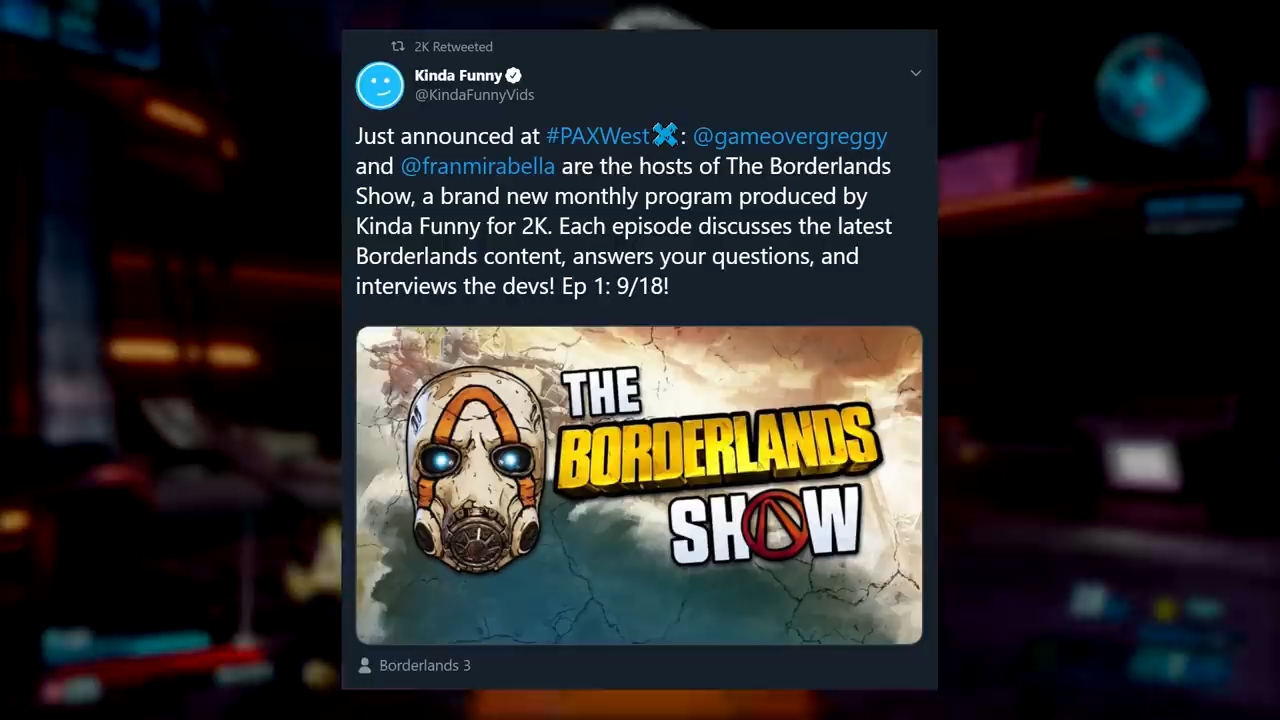 2K Retweeted
Kinda Funny
@KindaFunnyVids
Just announced at #PAXWest: @gameovergreggy
and @franmirabella are the hosts of The Borderlands
Show, a brand new monthly program produced by
Kinda Funny for 2K. Each episode discusses the latest
Borderlands content, answers your questions, and
interviews the devs! Ep 1: 9/18!
THE
BORDERLANDS
SHOW
Borderlands 3